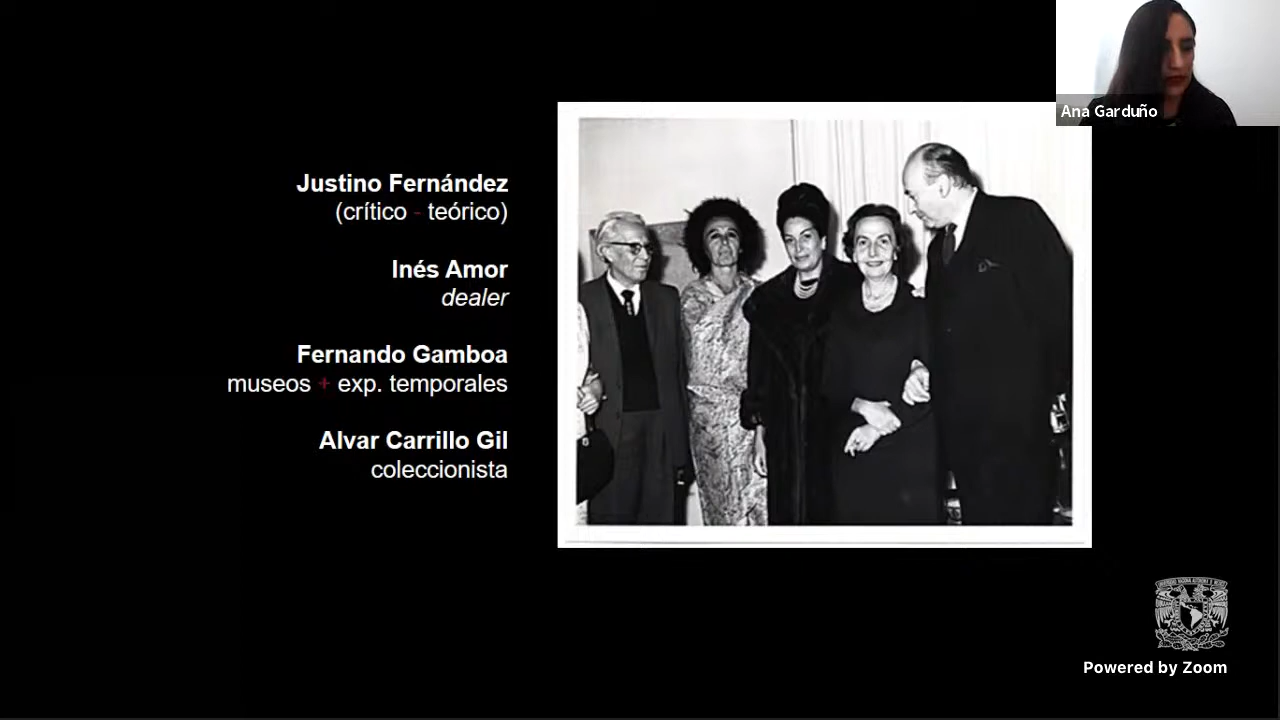 Ana Garduño
Justino Fernández
(crítico - teórico)
Inés Amor
dealer
Fernando Gamboa
museos + exp. temporales
Alvar Carrillo Gil
coleccionista
Powered by Zoom